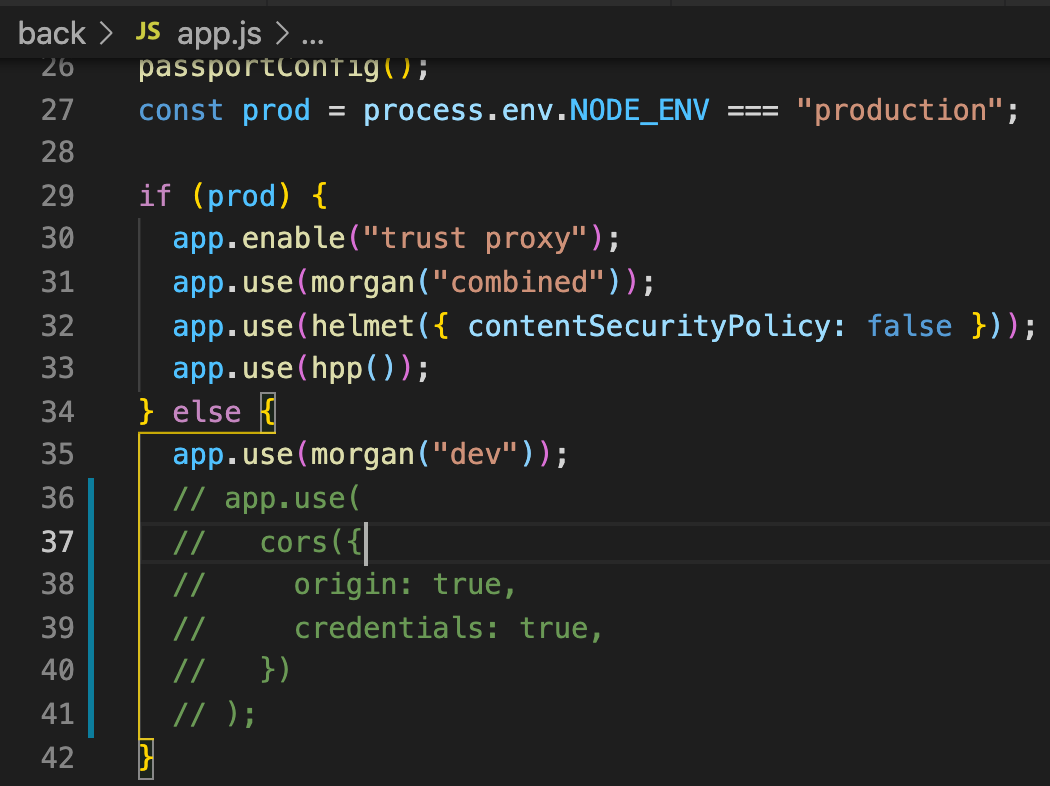 back > JS app.js > ...
26 passportConfig();
27 const prod = process.env.NODE_ENV === "production";
28
29 if (prod) {
30 app.enable("trust proxy");
31 app.use(morgan("combined"));
32 app.use(helmet({ contentSecurityPolicy: false }));
33 app.use(hpp());
34 } else {
35 app.use(morgan("dev"));
36 // app.use(
37 //   cors({
38 //     origin: true,
39 //     credentials: true,
40 //   })
41 // );
42 }